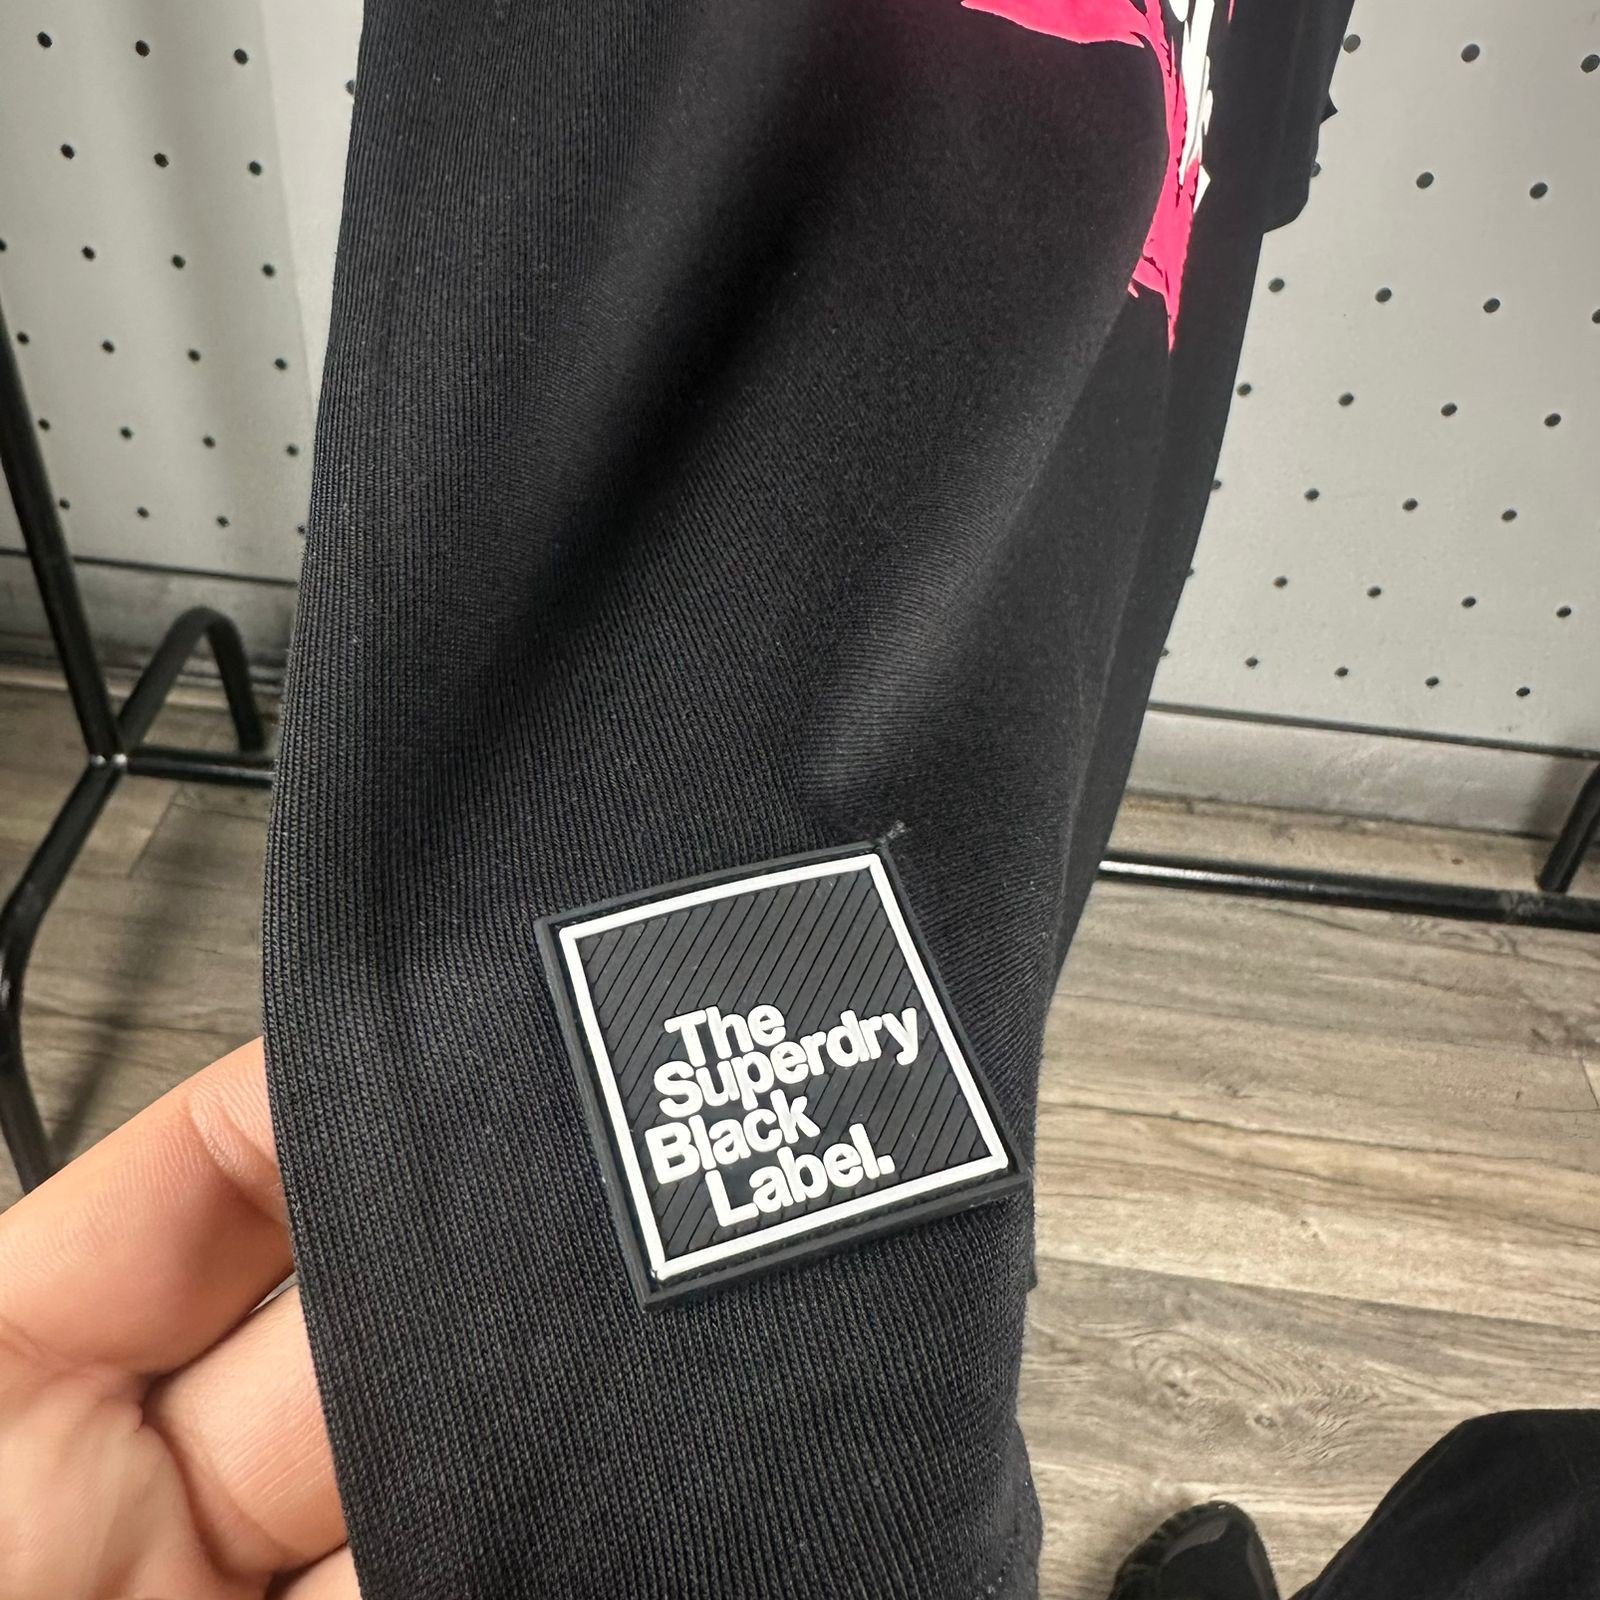 The
Superdry
Black
Label.